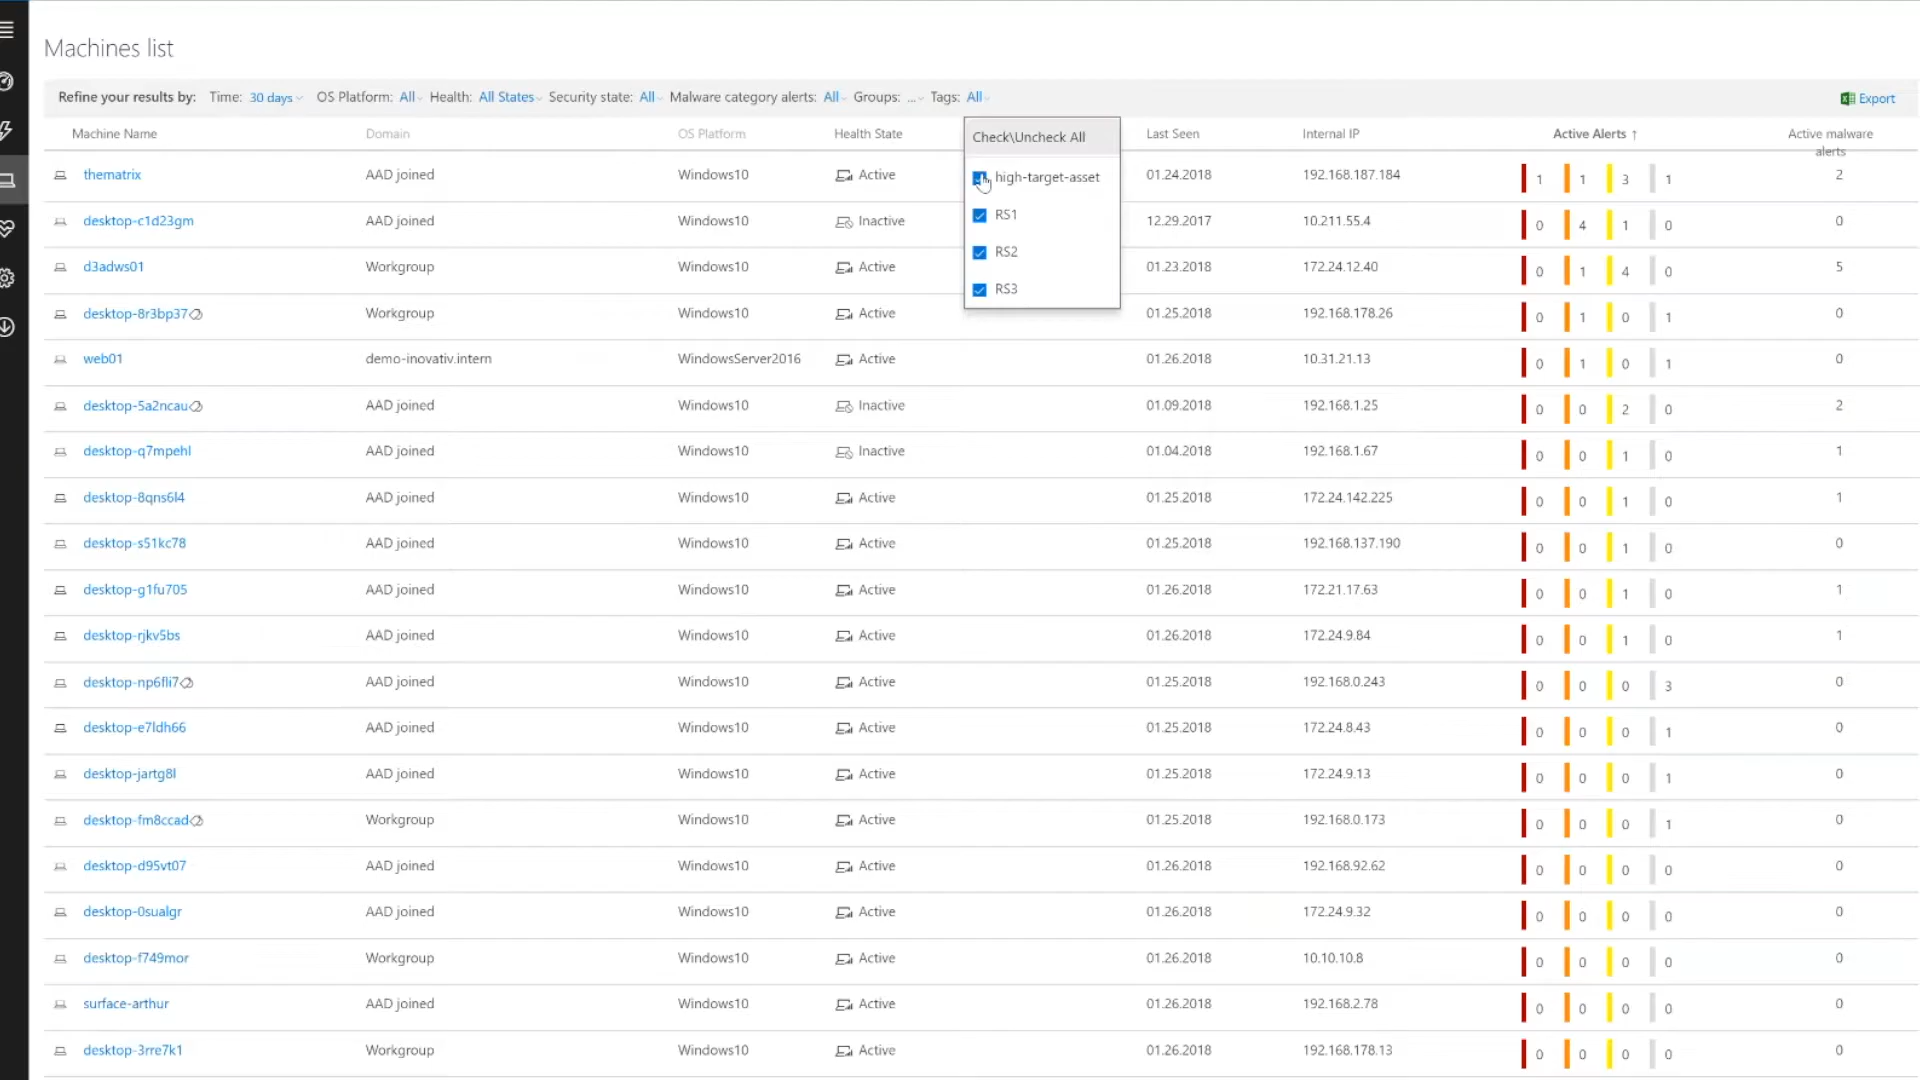 Machines list
Refine your results by: Time: 30 days OS Platform: All Health: All States Security state: All Malware category alerts: All Groups: ... Tags: All Export
Machine Name Domain OS Platform Health State Last Seen Internal IP Active Alerts ↑ Active malware alerts
Check\Uncheck All
high-target-asset
RS1
RS2
RS3
thematrix AAD joined Windows10 Active 01.24.2018 192.168.187.184 1 1 3 1 2
desktop-c1d23gm AAD joined Windows10 Inactive 12.29.2017 10.211.55.4 0 4 1 0 0
d3adws01 Workgroup Windows10 Active 01.23.2018 172.24.12.40 0 1 4 0 5
desktop-8r3bp37 Workgroup Windows10 Active 01.25.2018 192.168.178.26 0 1 0 1 0
web01 demo-inovativ.intern WindowsServer2016 Active 01.26.2018 10.31.21.13 0 1 0 1 0
desktop-5a2ncau AAD joined Windows10 Inactive 01.09.2018 192.168.1.25 0 0 2 0 2
desktop-q7mpehl AAD joined Windows10 Inactive 01.04.2018 192.168.1.67 0 0 1 0 1
desktop-8qns6l4 AAD joined Windows10 Active 01.25.2018 172.24.142.225 0 0 1 0 1
desktop-s51kc78 AAD joined Windows10 Active 01.25.2018 192.168.137.190 0 0 1 0 0
desktop-g1fu705 AAD joined Windows10 Active 01.26.2018 172.21.17.63 0 0 1 0 1
desktop-rjkv5bs AAD joined Windows10 Active 01.26.2018 172.24.9.84 0 0 1 0 1
desktop-np6fli7 AAD joined Windows10 Active 01.25.2018 192.168.0.243 0 0 0 3 0
desktop-e7ldh66 AAD joined Windows10 Active 01.25.2018 172.24.8.43 0 0 0 1 0
desktop-jartg8l AAD joined Windows10 Active 01.25.2018 172.24.9.13 0 0 0 1 0
desktop-fm8ccad Workgroup Windows10 Active 01.25.2018 192.168.0.173 0 0 0 1 0
desktop-d95vt07 AAD joined Windows10 Active 01.26.2018 192.168.92.62 0 0 0 0 0
desktop-0sualgr AAD joined Windows10 Active 01.26.2018 172.24.9.32 0 0 0 0 0
desktop-f749mor Workgroup Windows10 Active 01.26.2018 10.10.10.8 0 0 0 0 0
surface-arthur AAD joined Windows10 Active 01.26.2018 192.168.2.78 0 0 0 0 0
desktop-3rre7k1 Workgroup Windows10 Active 01.26.2018 192.168.178.13 0 0 0 0 0